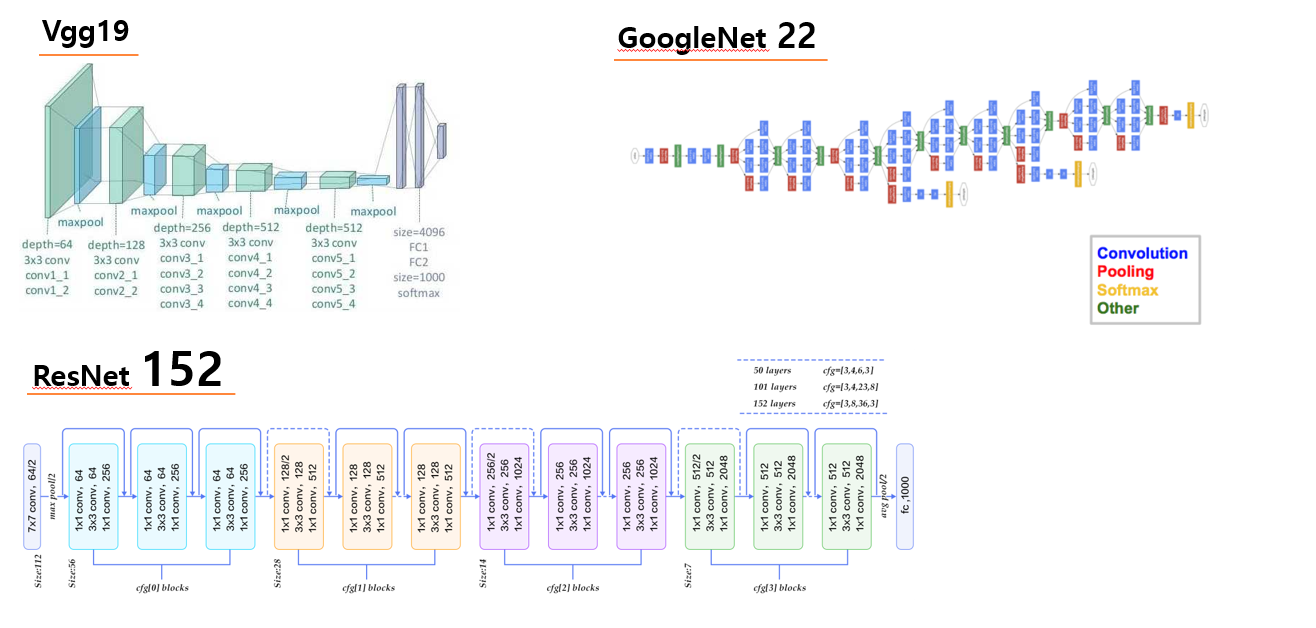 Vgg19
maxpool
maxpool
maxpool
maxpool
maxpool
depth=64
3x3 conv
conv1_1
conv1_2
depth=128
3x3 conv
conv2_1
conv2_2
depth=256
3x3 conv
conv3_1
conv3_2
conv3_3
conv3_4
depth=512
3x3 conv
conv4_1
conv4_2
conv4_3
conv4_4
depth=512
3x3 conv
conv5_1
conv5_2
conv5_3
conv5_4
size=4096
FC1
FC2
size=1000
softmax
GoogleNet 22
Convolution
Pooling
Softmax
Other
ResNet 152
50 layers cfg=[3,4,6,3]
101 layers cfg=[3,4,23,8]
152 layers cfg=[3,8,36,3]
7x7 conv, 64/2
max pool/2
1x1 conv, 64
3x3 conv, 64
1x1 conv, 256
1x1 conv, 64
3x3 conv, 64
1x1 conv, 256
1x1 conv, 64
3x3 conv, 64
1x1 conv, 256
1x1 conv, 128/2
3x3 conv, 128
1x1 conv, 512
1x1 conv, 128
3x3 conv, 128
1x1 conv, 512
1x1 conv, 128
3x3 conv, 128
1x1 conv, 512
1x1 conv, 256/2
3x3 conv, 256
1x1 conv, 1024
1x1 conv, 256
3x3 conv, 256
1x1 conv, 1024
1x1 conv, 256
3x3 conv, 256
1x1 conv, 1024
1x1 conv, 512/2
3x3 conv, 512
1x1 conv, 2048
1x1 conv, 512
3x3 conv, 512
1x1 conv, 2048
1x1 conv, 512
3x3 conv, 512
1x1 conv, 2048
avg pool/2
fc ,1000
Size:112
Size:56
Size:28
Size:14
Size:7
cfg[0] blocks
cfg[1] blocks
cfg[2] blocks
cfg[3] blocks